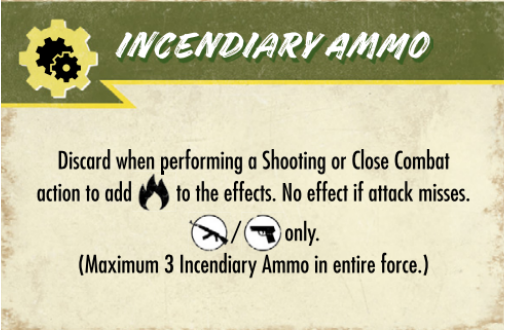 INCENDIARY AMMO
Discard when performing a Shooting or Close Combat
action to add to the effects. No effect if attack misses.
/ only.
(Maximum 3 Incendiary Ammo in entire force.)